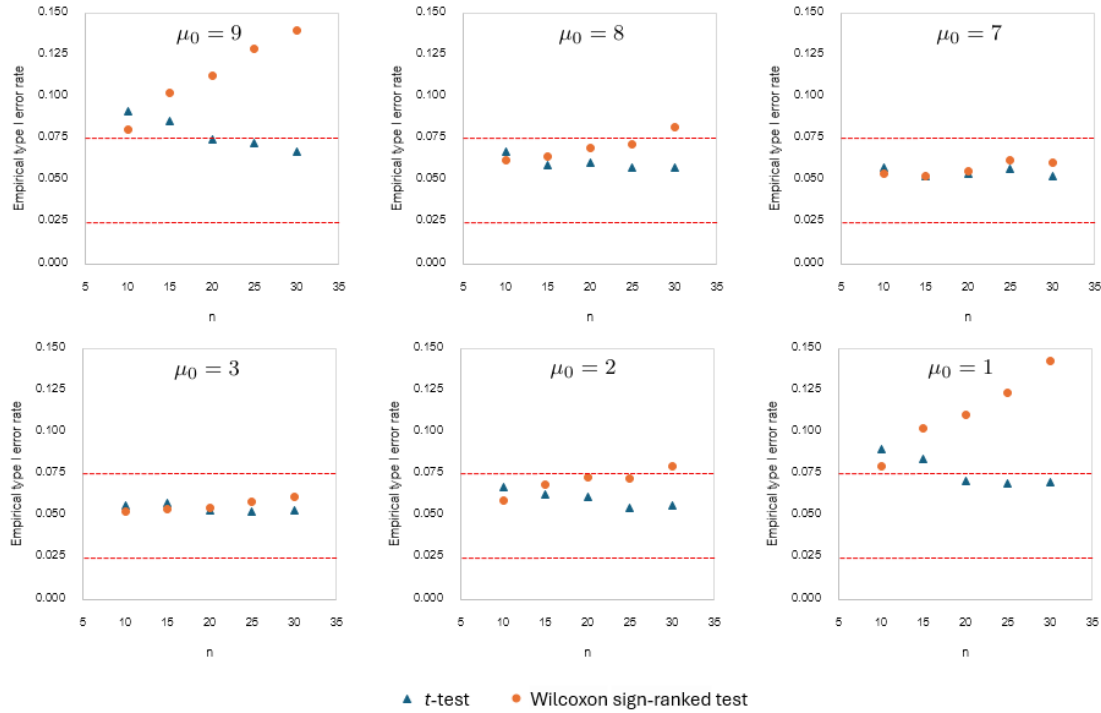 μ₀ = 9
Empirical type I error rate
0.150
0.125
0.100
0.075
0.050
0.025
0.000
5 10 15 20 25 30 35
n
μ₀ = 8
Empirical type I error rate
0.150
0.125
0.100
0.075
0.050
0.025
0.000
5 10 15 20 25 30 35
n
μ₀ = 7
Empirical type I error rate
0.150
0.125
0.100
0.075
0.050
0.025
0.000
5 10 15 20 25 30 35
n
μ₀ = 3
Empirical type I error rate
0.150
0.125
0.100
0.075
0.050
0.025
0.000
5 10 15 20 25 30 35
n
μ₀ = 2
Empirical type I error rate
0.150
0.125
0.100
0.075
0.050
0.025
0.000
5 10 15 20 25 30 35
n
μ₀ = 1
Empirical type I error rate
0.150
0.125
0.100
0.075
0.050
0.025
0.000
5 10 15 20 25 30 35
n
t-test Wilcoxon sign-ranked test